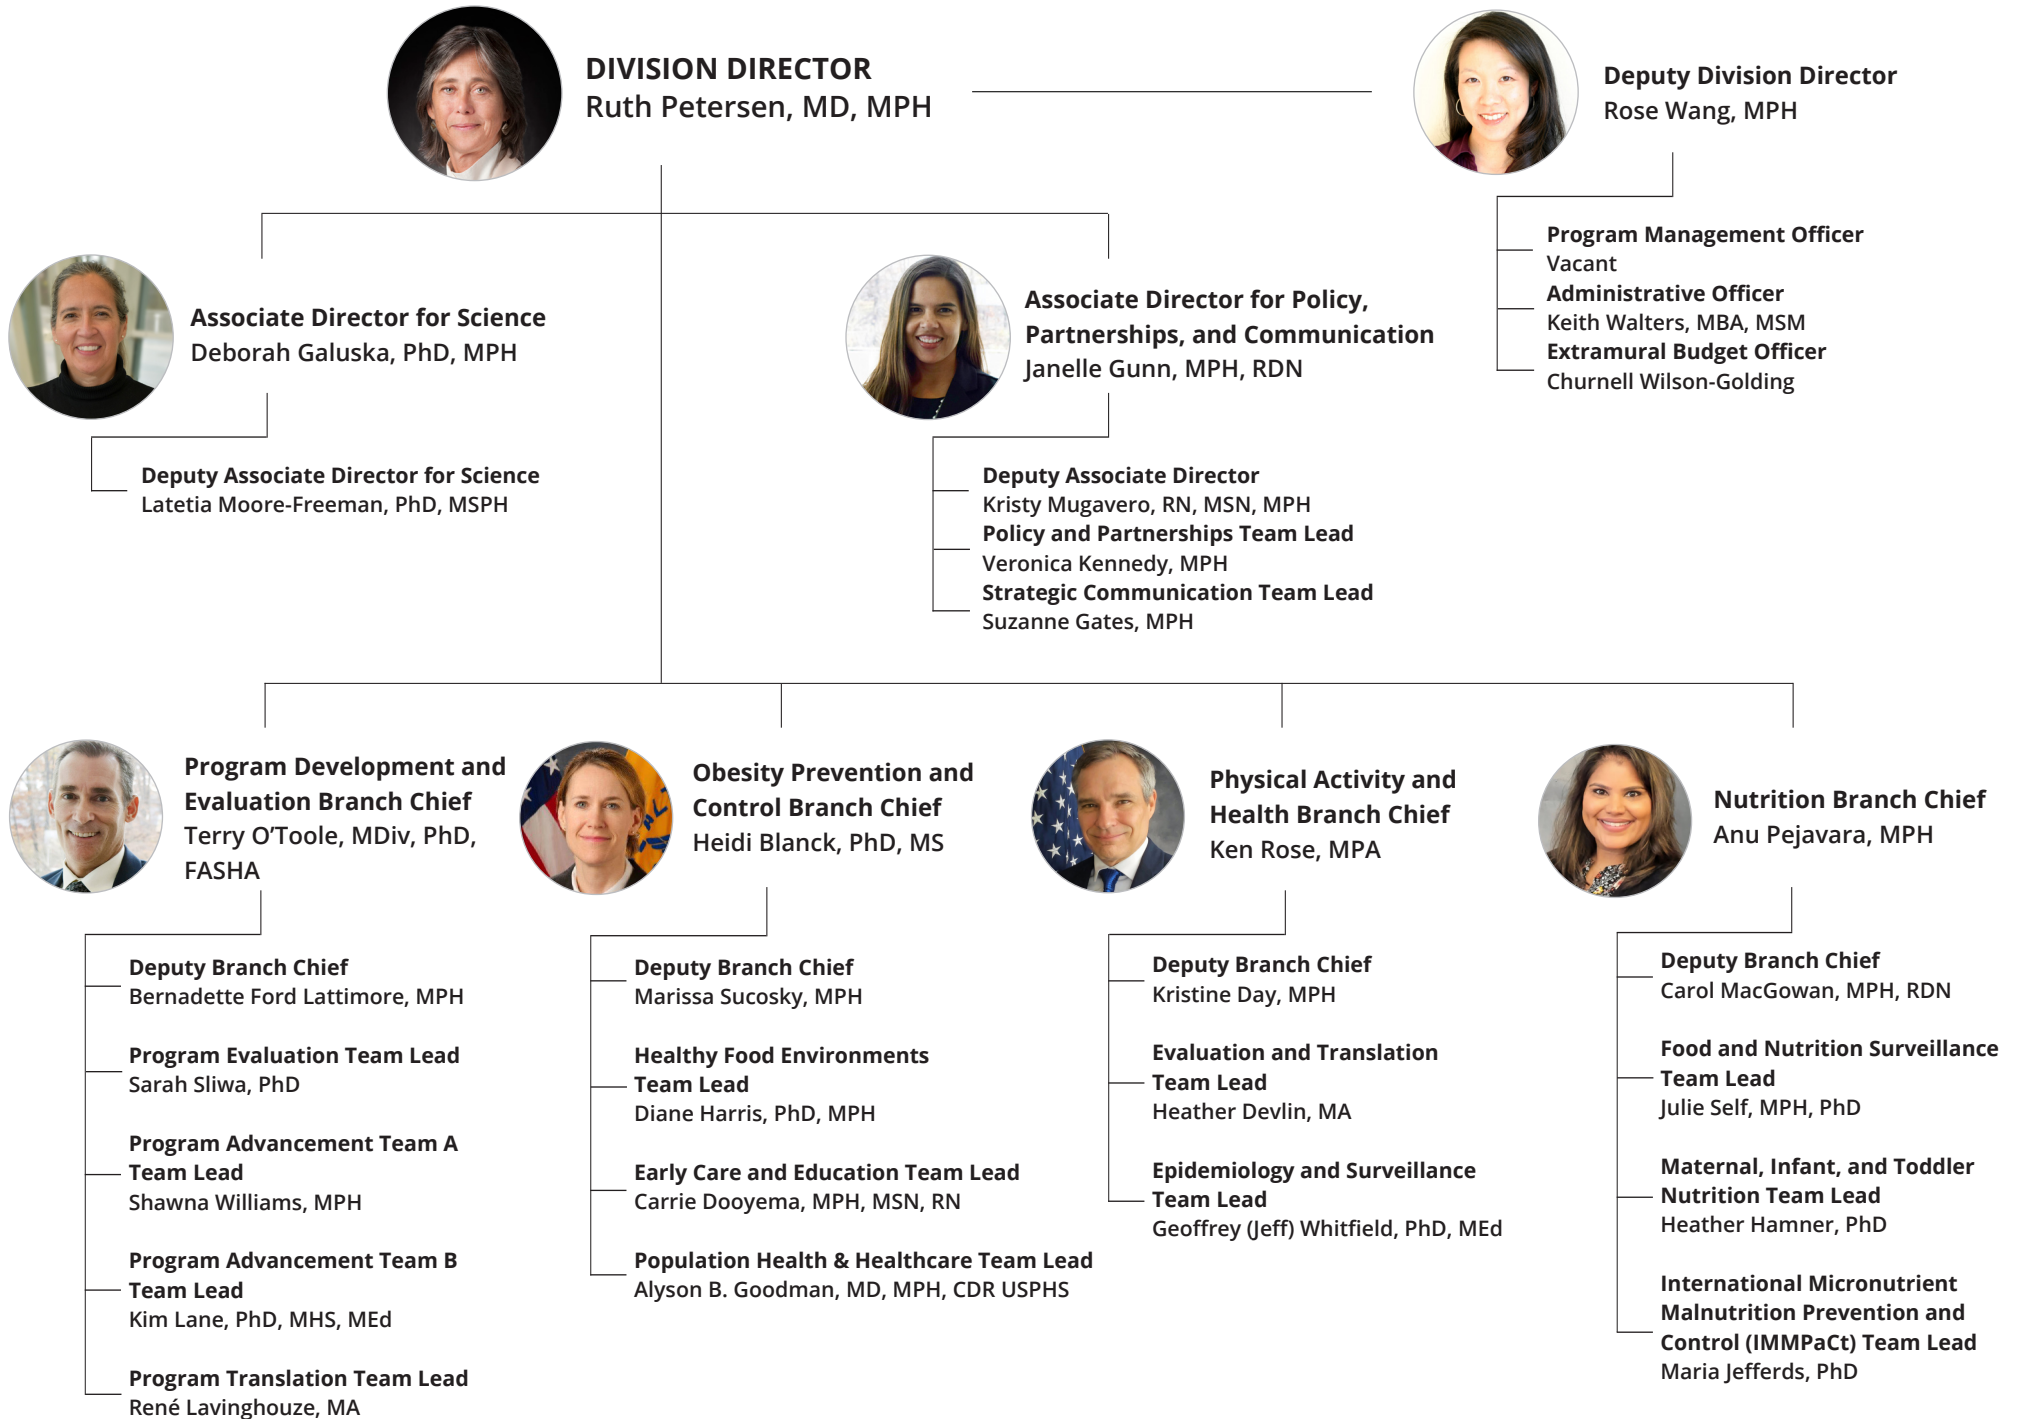 DIVISION DIRECTOR
Ruth Petersen, MD, MPH
Deputy Division Director
Rose Wang, MPH
Program Management Officer
Vacant
Administrative Officer
Keith Walters, MBA, MSM
Extramural Budget Officer
Churnell Wilson-Golding
Associate Director for Science
Deborah Galuska, PhD, MPH
Deputy Associate Director for Science
Latetia Moore-Freeman, PhD, MSPH
Associate Director for Policy,
Partnerships, and Communication
Janelle Gunn, MPH, RDN
Deputy Associate Director
Kristy Mugavero, RN, MSN, MPH
Policy and Partnerships Team Lead
Veronica Kennedy, MPH
Strategic Communication Team Lead
Suzanne Gates, MPH
Program Development and
Evaluation Branch Chief
Terry O’Toole, MDiv, PhD,
FASHA
Deputy Branch Chief
Bernadette Ford Lattimore, MPH
Program Evaluation Team Lead
Sarah Sliwa, PhD
Program Advancement Team A
Team Lead
Shawna Williams, MPH
Program Advancement Team B
Team Lead
Kim Lane, PhD, MHS, MEd
Program Translation Team Lead
René Lavinghouze, MA
Obesity Prevention and
Control Branch Chief
Heidi Blanck, PhD, MS
Deputy Branch Chief
Marissa Sucosky, MPH
Healthy Food Environments
Team Lead
Diane Harris, PhD, MPH
Early Care and Education Team Lead
Carrie Dooyema, MPH, MSN, RN
Population Health & Healthcare Team Lead
Alyson B. Goodman, MD, MPH, CDR USPHS
Physical Activity and
Health Branch Chief
Ken Rose, MPA
Deputy Branch Chief
Kristine Day, MPH
Evaluation and Translation
Team Lead
Heather Devlin, MA
Epidemiology and Surveillance
Team Lead
Geoffrey (Jeff) Whitfield, PhD, MEd
Nutrition Branch Chief
Anu Pejavara, MPH
Deputy Branch Chief
Carol MacGowan, MPH, RDN
Food and Nutrition Surveillance
Team Lead
Julie Self, MPH, PhD
Maternal, Infant, and Toddler
Nutrition Team Lead
Heather Hamner, PhD
International Micronutrient
Malnutrition Prevention and
Control (IMMPaCt) Team Lead
Maria Jefferds, PhD